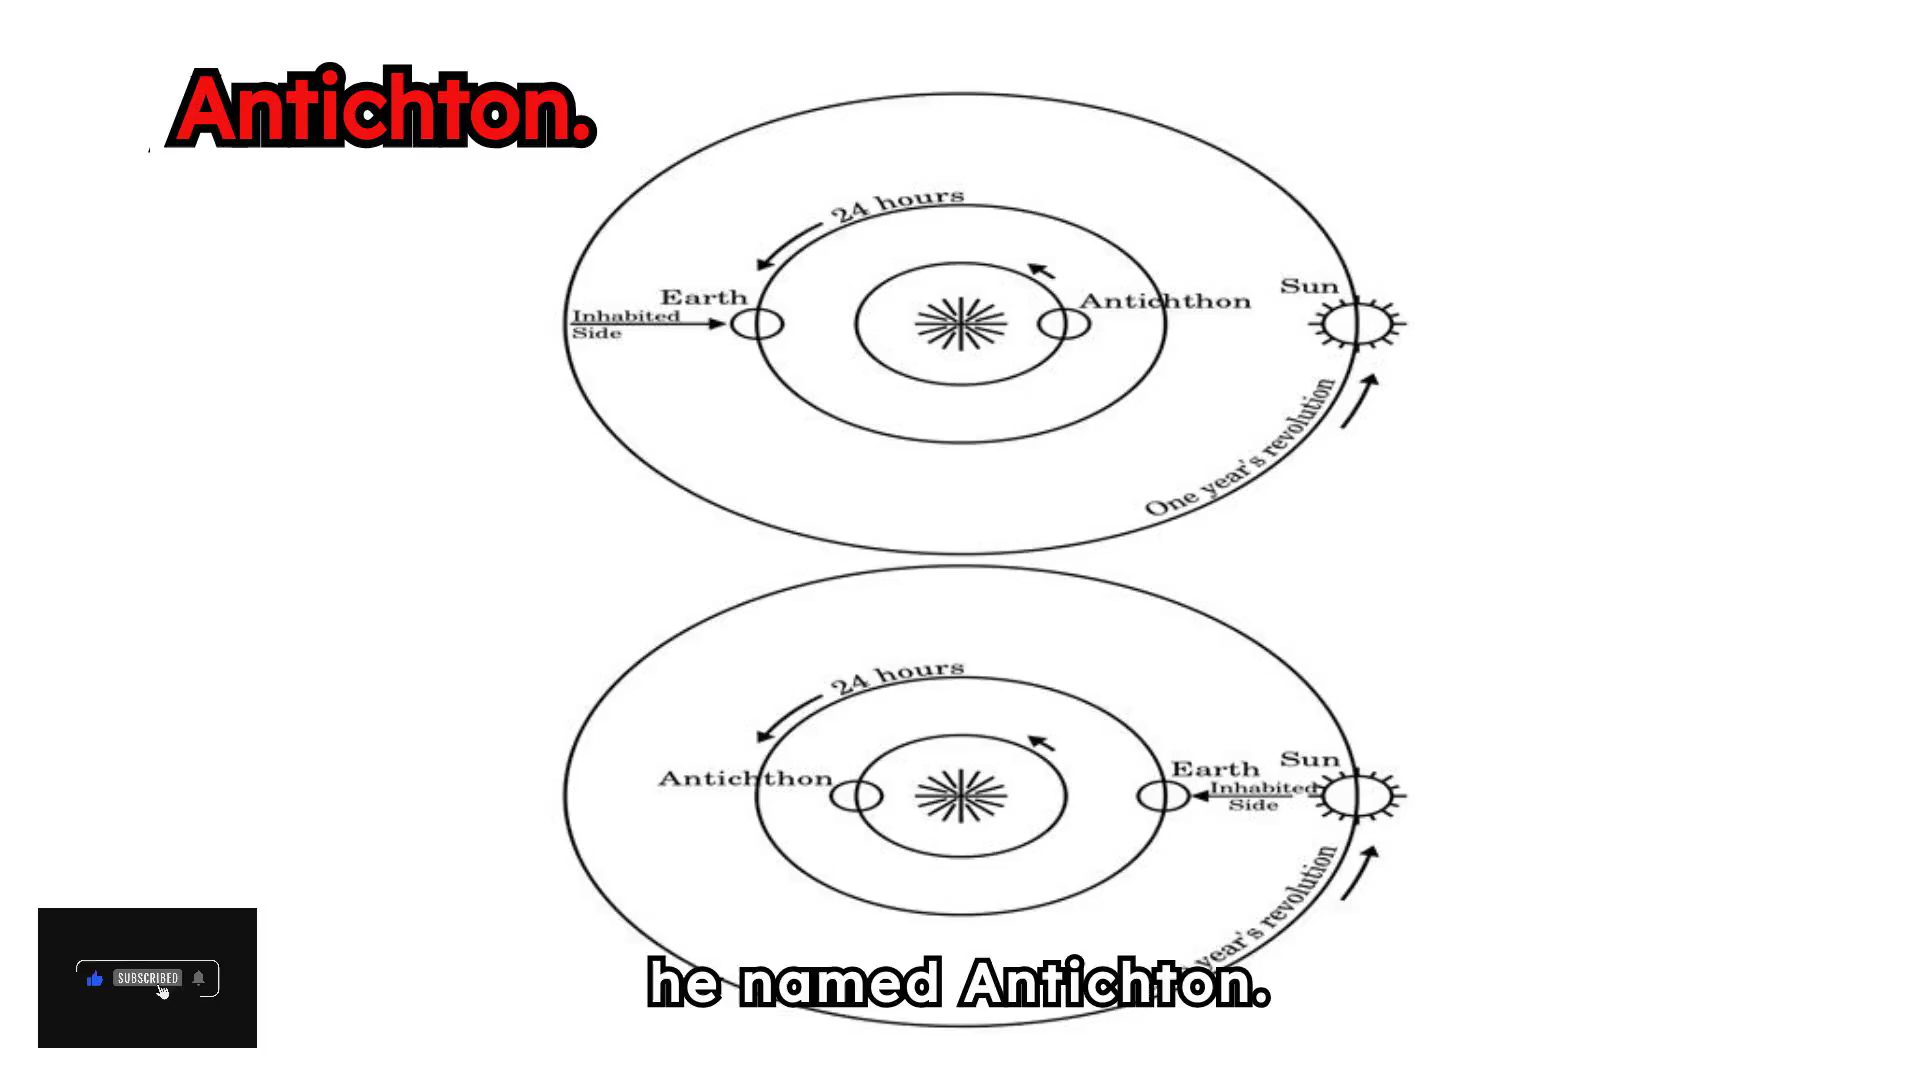 Antichton.
24 hours
Earth
Antichthon
Sun
Inhabited
Side
One year's revolution
24 hours
Antichthon
Earth
Sun
Inhabited
Side
year's revolution
SUBSCRIBED
he named Antichton.